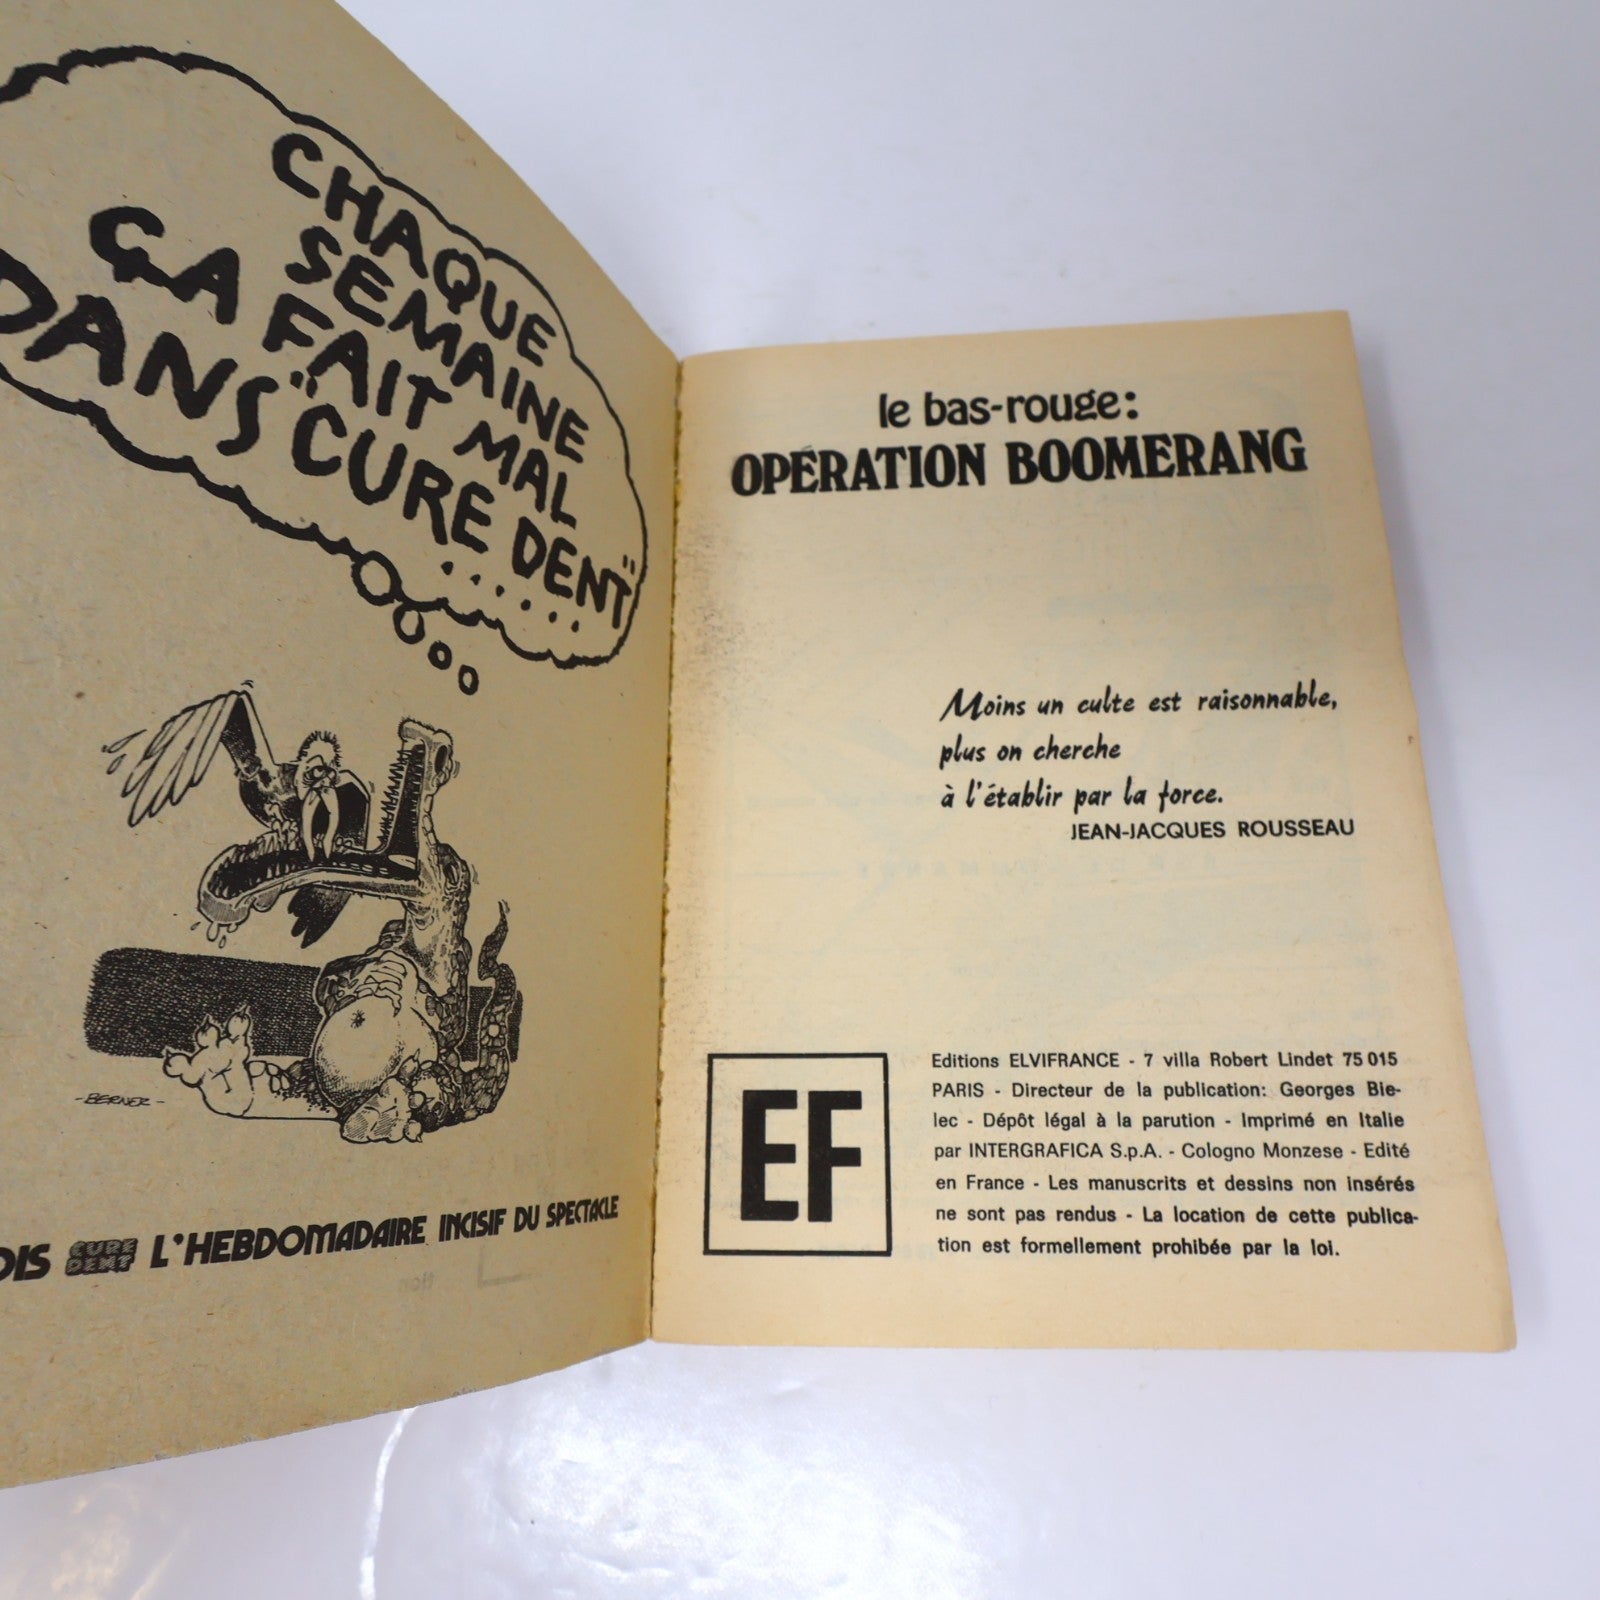 CHAQUE
SEMAINE
ÇA FAIT MAL
DANS "CURE DENT"
.......
-BERNER-
CURE
DENT
L'HEBDOMADAIRE INCISIF DU SPECTACLE
le bas-rouge:
OPÉRATION BOOMERANG
Moins un culte est raisonnable,
plus on cherche
à l'établir par la force.
JEAN-JACQUES ROUSSEAU
EF
Editions ELVIFRANCE - 7 villa Robert Lindet 75 015
PARIS - Directeur de la publication: Georges Bie-
lec - Dépôt légal à la parution - Imprimé en Italie
par INTERGRAFICA S.p.A. - Cologno Monzese - Edité
en France - Les manuscrits et dessins non insérés
ne sont pas rendus - La location de cette publica-
tion est formellement prohibée par la loi.